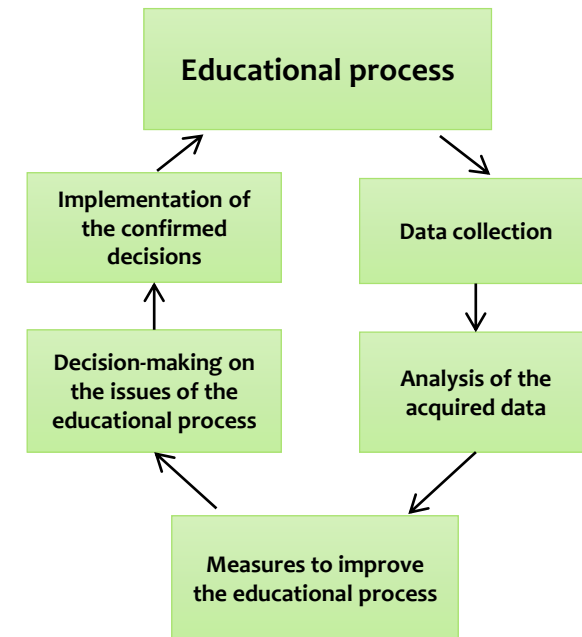 Educational process
Implementation of
the confirmed
decisions
Data collection
Decision-making on
the issues of the
educational process
Analysis of the
acquired data
Measures to improve
the educational process